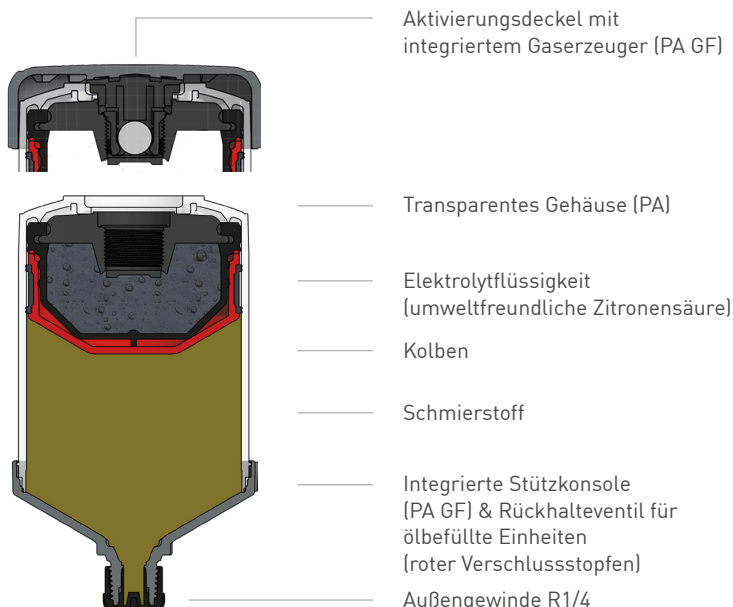 Aktivierungsdeckel mit
integriertem Gaserzeuger (PA GF)
Transparentes Gehäuse (PA)
Elektrolytflüssigkeit
(umweltfreundliche Zitronensäure)
Kolben
Schmierstoff
Integrierte Stützkonsole
(PA GF) & Rückhalteventil für
ölbefüllte Einheiten
(roter Verschlussstopfen)
Außengewinde R1/4